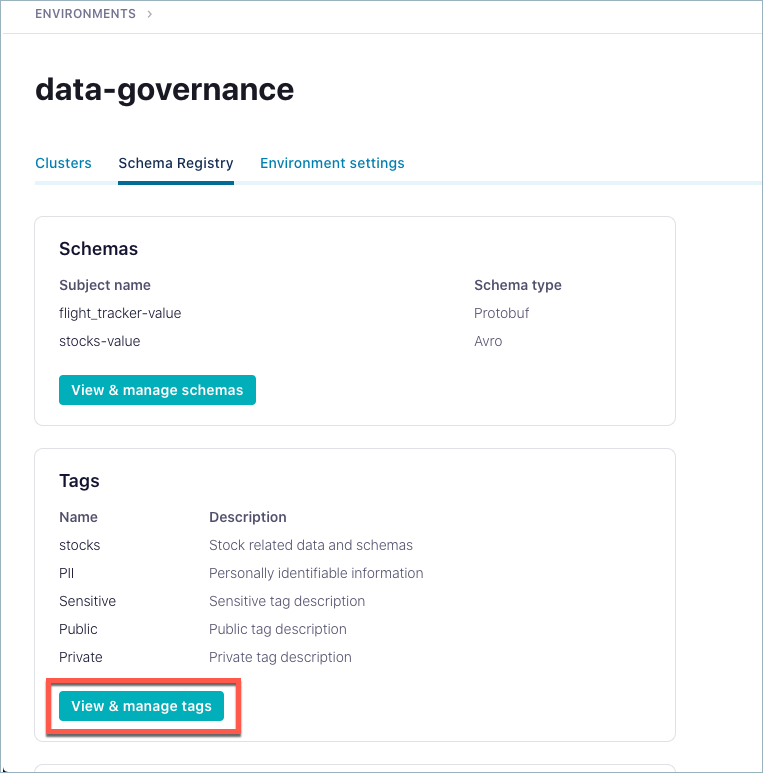 ENVIRONMENTS >
data-governance
Clusters Schema Registry Environment settings
Schemas
Subject name Schema type
flight_tracker-value Protobuf
stocks-value Avro
View & manage schemas
Tags
Name Description
stocks Stock related data and schemas
PII Personally identifiable information
Sensitive Sensitive tag description
Public Public tag description
Private Private tag description
View & manage tags